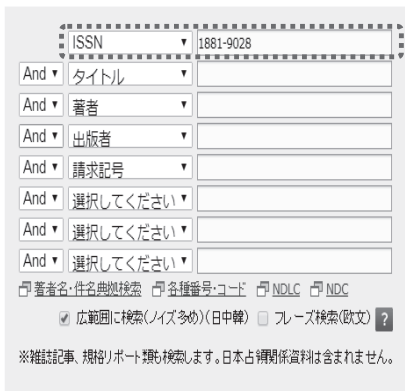 ISSN ▼ 1881-9028
And ▼ タイトル ▼
And ▼ 著者 ▼
And ▼ 出版者 ▼
And ▼ 請求記号 ▼
And ▼ 選択してください ▼
And ▼ 選択してください ▼
And ▼ 選択してください ▼
著者名・件名典拠検索 各種番号・コード NDLC NDC
広範囲に検索(ノイズ多め)(日中韓) フレーズ検索(欧文) ?
※雑誌記事、規格リポート類も検索します。日本占領関係資料は含まれません。